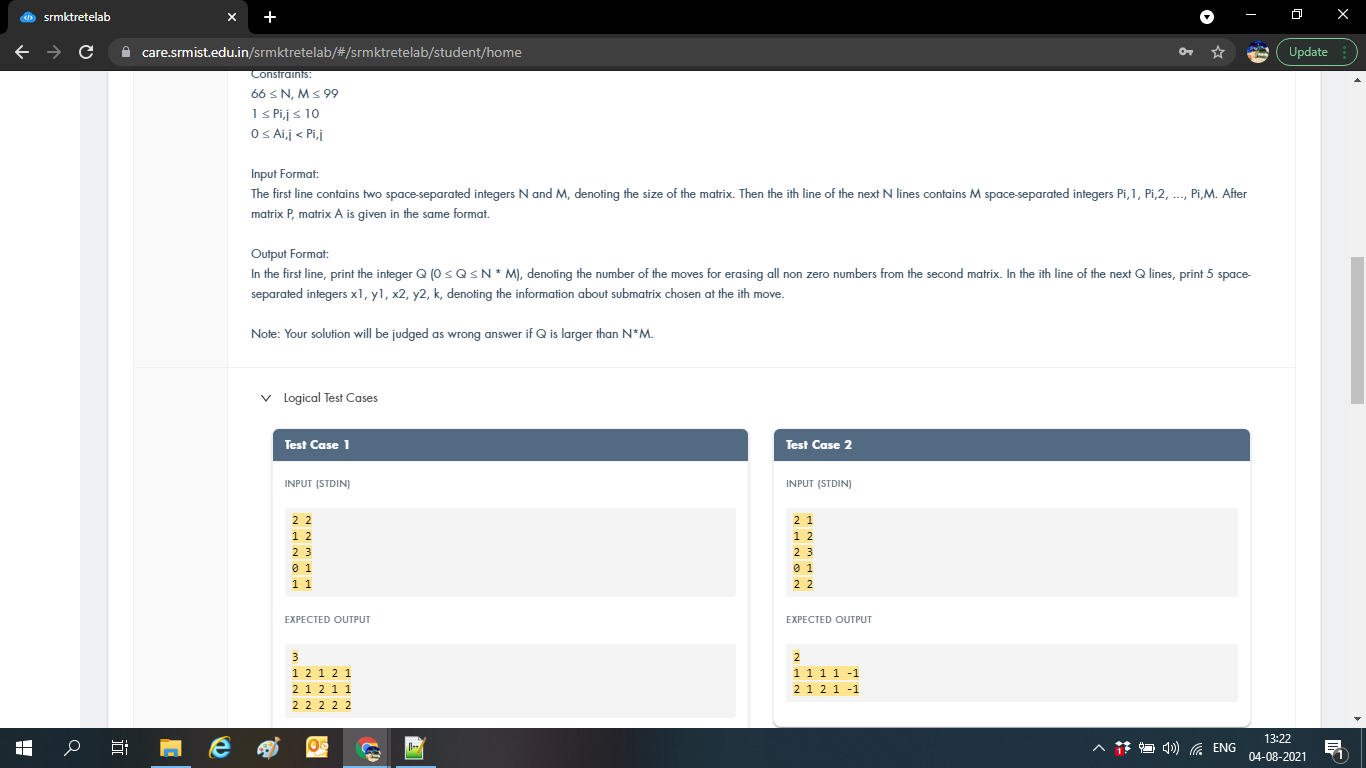 srmktretelab
care.srmist.edu.in/srmktretelab/#/srmktretelab/student/home
Update
Constraints:
66 ≤ N, M ≤ 99
1 ≤ Pi,j ≤ 10
0 ≤ Ai,j < Pi,j
Input Format:
The first line contains two space-separated integers N and M, denoting the size of the matrix. Then the ith line of the next N lines contains M space-separated integers Pi,1, Pi,2, ..., Pi,M. After
matrix P, matrix A is given in the same format.
Output Format:
In the first line, print the integer Q (0 ≤ Q ≤ N * M), denoting the number of the moves for erasing all non zero numbers from the second matrix. In the ith line of the next Q lines, print 5 space-
separated integers x1, y1, x2, y2, k, denoting the information about submatrix chosen at the ith move.
Note: Your solution will be judged as wrong answer if Q is larger than N*M.
Logical Test Cases
Test Case 1
INPUT (STDIN)
2 2
1 2
2 3
0 1
1 1
EXPECTED OUTPUT
3
1 2 1 2 1
2 1 2 1 1
2 2 2 2 2
Test Case 2
INPUT (STDIN)
2 1
1 2
2 3
0 1
2 2
EXPECTED OUTPUT
2
1 1 1 1 -1
2 1 2 1 -1
ENG
13:22
04-08-2021
1
1